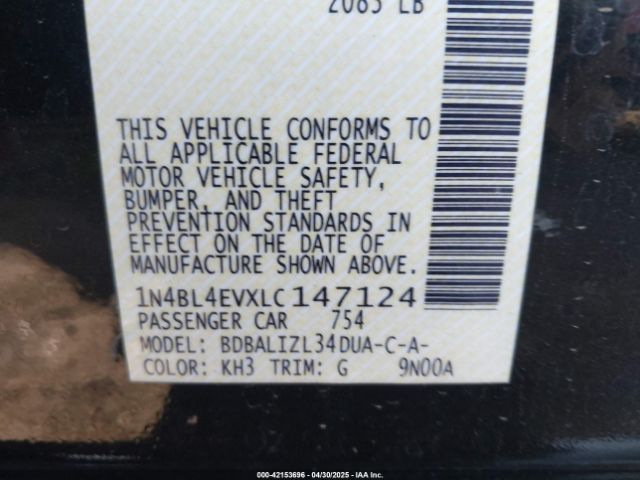 2085 LB
THIS VEHICLE CONFORMS TO
ALL APPLICABLE FEDERAL
MOTOR VEHICLE SAFETY,
BUMPER, AND THEFT
PREVENTION STANDARDS IN
EFFECT ON THE DATE OF
MANUFACTURE SHOWN ABOVE.
1N4BL4EVXLC147124
PASSENGER CAR 754
MODEL: BDBALIZL34DUA-C-A-
COLOR: KH3 TRIM: G 9N00A
000-42153696 - 04/30/2025 - IAA Inc.